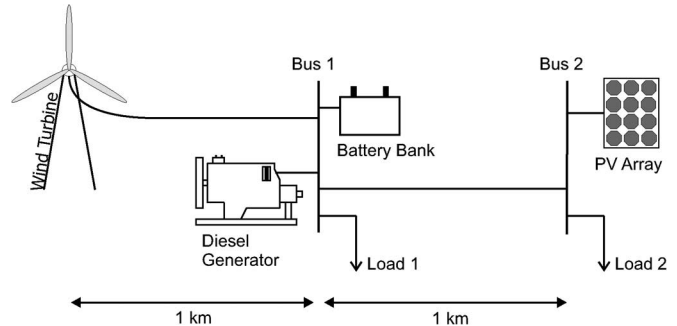 Bus 1
Bus 2
Wind Turbine
Battery Bank
PV Array
Diesel
Generator
Load 1
Load 2
1 km
1 km